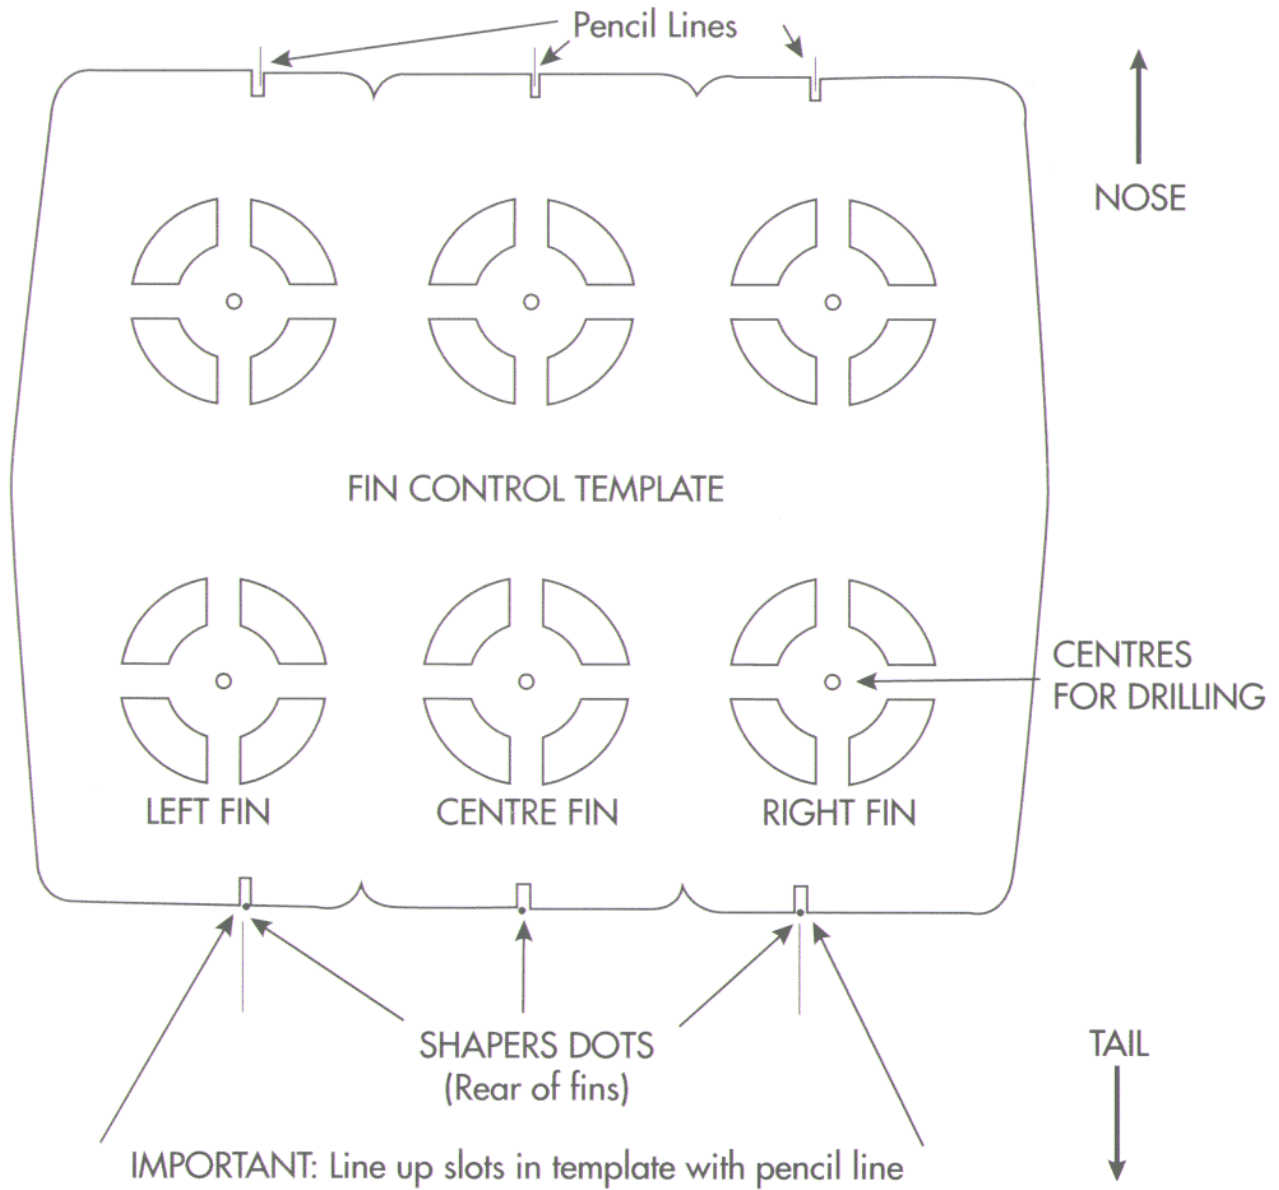 Pencil Lines
NOSE
FIN CONTROL TEMPLATE
CENTRES
FOR DRILLING
LEFT FIN
CENTRE FIN
RIGHT FIN
SHAPERS DOTS
(Rear of fins)
TAIL
IMPORTANT: Line up slots in template with pencil line